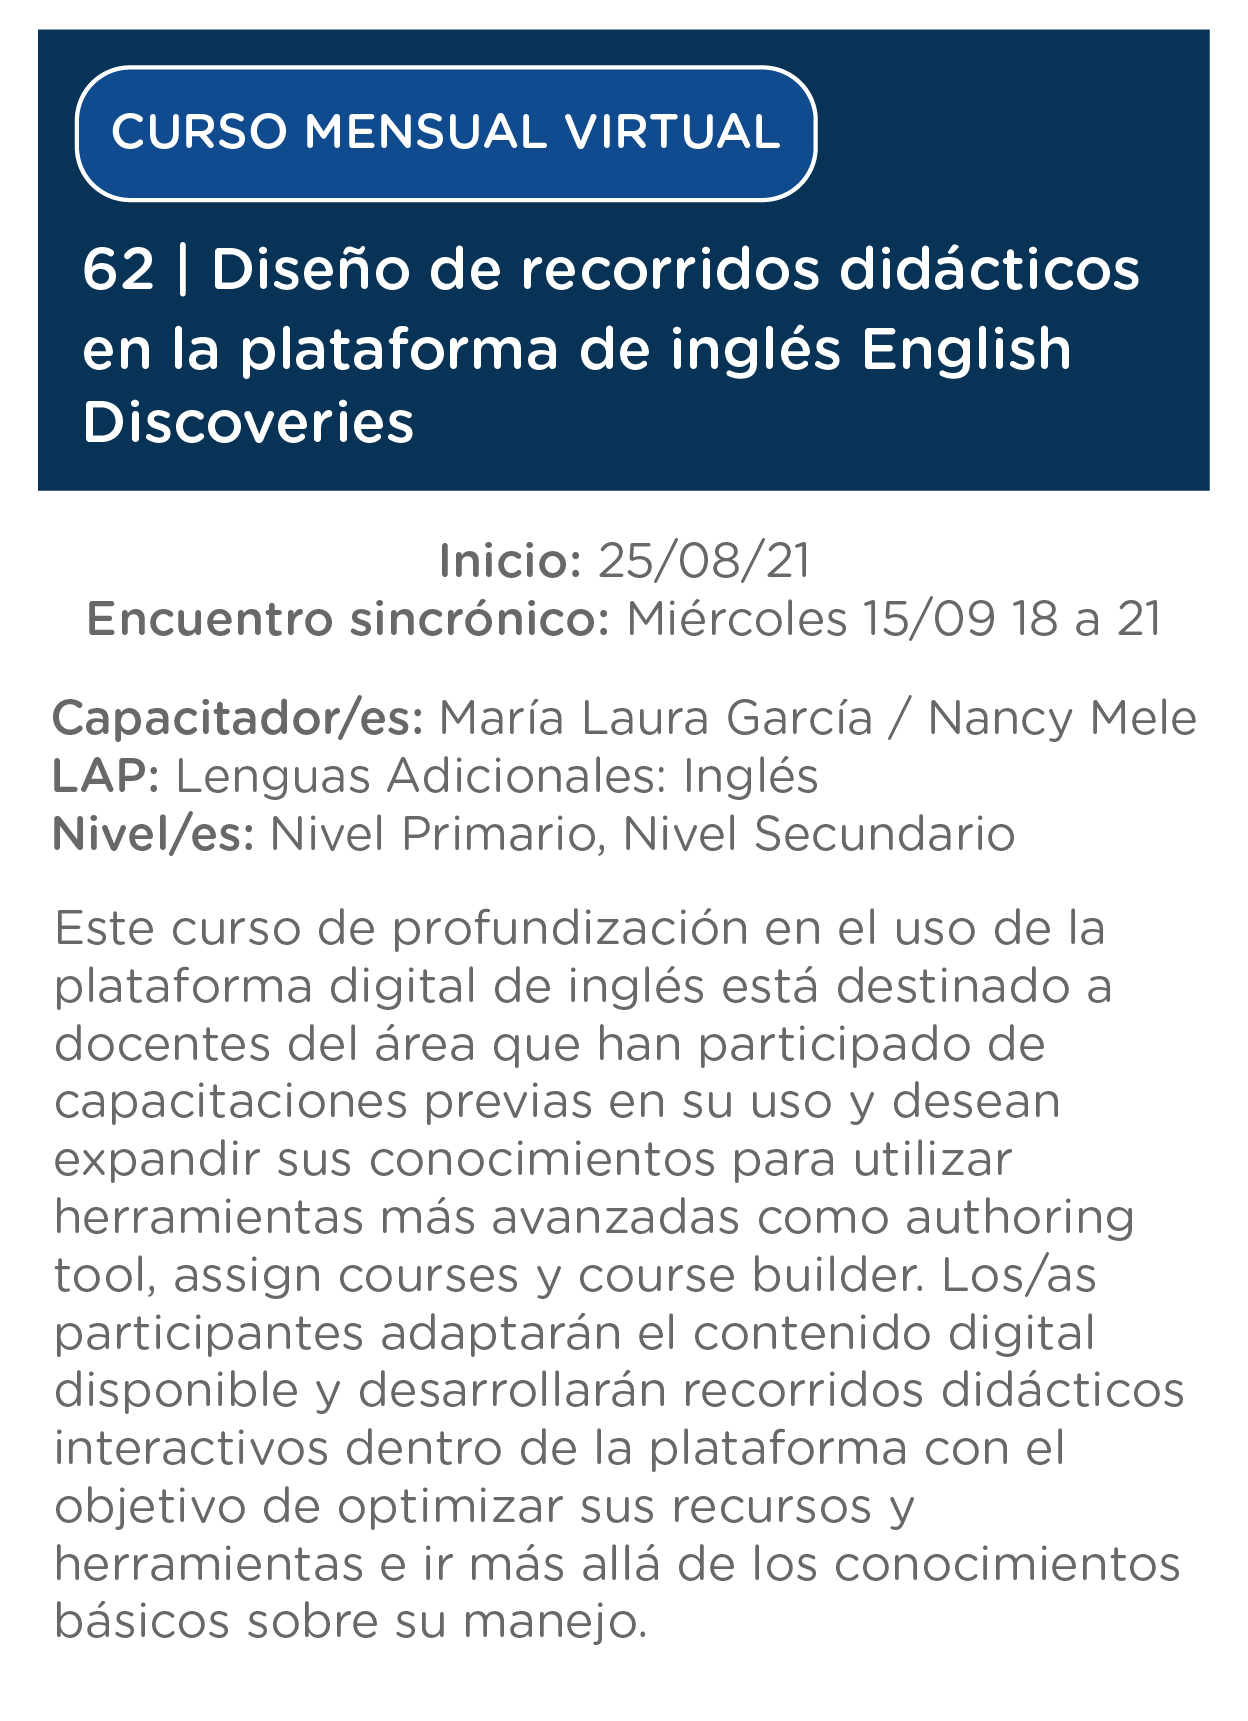 CURSO MENSUAL VIRTUAL
62 | Diseño de recorridos didácticos
en la plataforma de inglés English
Discoveries
Inicio: 25/08/21
Encuentro sincrónico: Miércoles 15/09 18 a 21
Capacitador/es: María Laura García / Nancy Mele
LAP: Lenguas Adicionales: Inglés
Nivel/es: Nivel Primario, Nivel Secundario
Este curso de profundización en el uso de la
plataforma digital de inglés está destinado a
docentes del área que han participado de
capacitaciones previas en su uso y desean
expandir sus conocimientos para utilizar
herramientas más avanzadas como authoring
tool, assign courses y course builder. Los/as
participantes adaptarán el contenido digital
disponible y desarrollarán recorridos didácticos
interactivos dentro de la plataforma con el
objetivo de optimizar sus recursos y
herramientas e ir más allá de los conocimientos
básicos sobre su manejo.